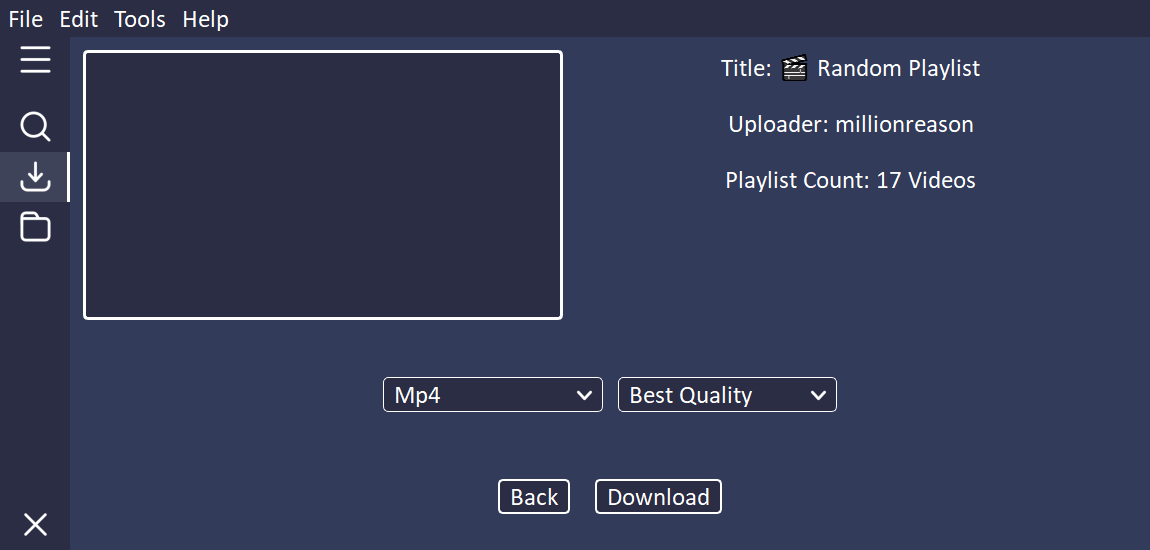 File Edit Tools Help
Title: 🎬 Random Playlist
Uploader: millionreason
Playlist Count: 17 Videos
Mp4
Best Quality
Back
Download